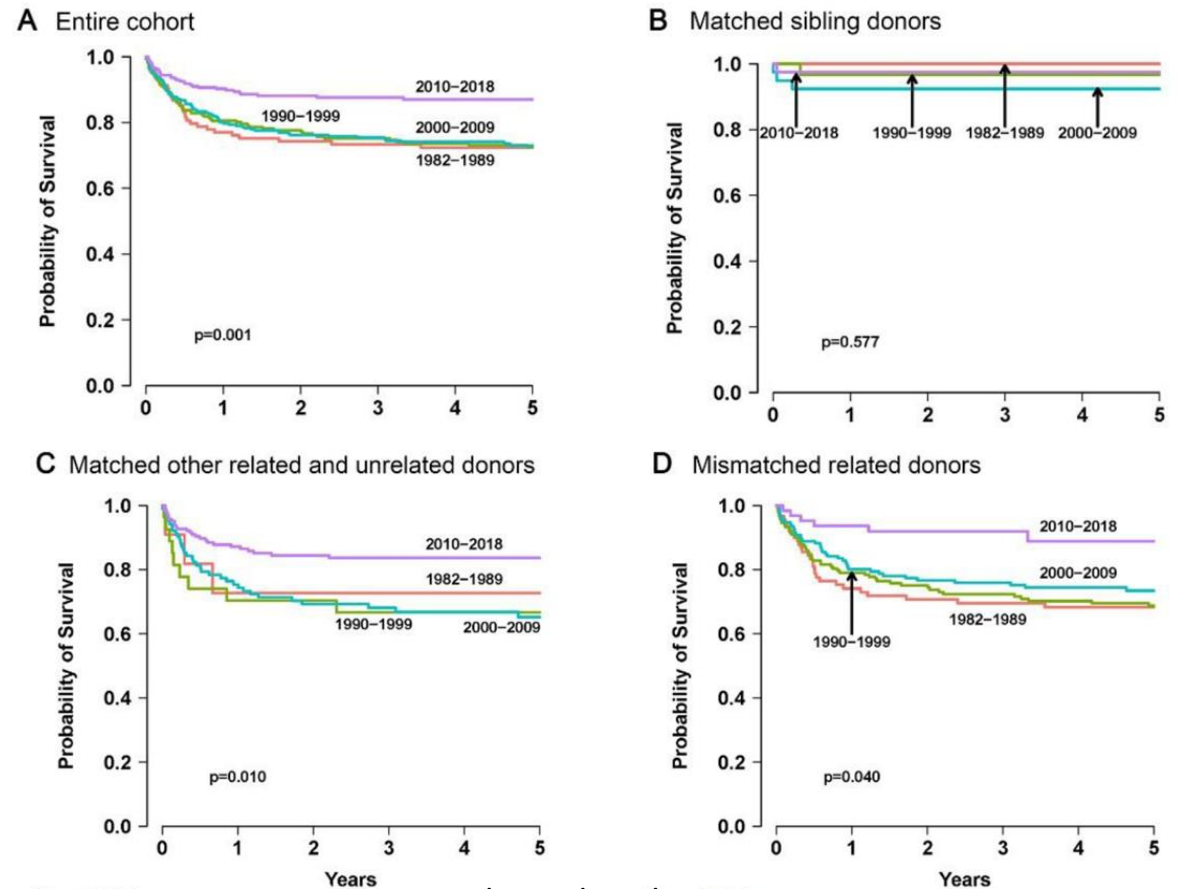 A Entire cohort
1.0
0.8
0.6
0.4
0.2
0.0
Probability of Survival
2010–2018
1990–1999
2000–2009
1982–1989
p=0.001
0 1 2 3 4 5
B Matched sibling donors
1.0
0.8
0.6
0.4
0.2
0.0
Probability of Survival
2010–2018 1990–1999 1982–1989 2000–2009
p=0.577
0 1 2 3 4 5
C Matched other related and unrelated donors
1.0
0.8
0.6
0.4
0.2
0.0
Probability of Survival
2010–2018
1982–1989
1990–1999
2000–2009
p=0.010
0 1 2 3 4 5
Years
D Mismatched related donors
1.0
0.8
0.6
0.4
0.2
0.0
Probability of Survival
2010–2018
2000–2009
1982–1989
1990–1999
p=0.040
0 1 2 3 4 5
Years